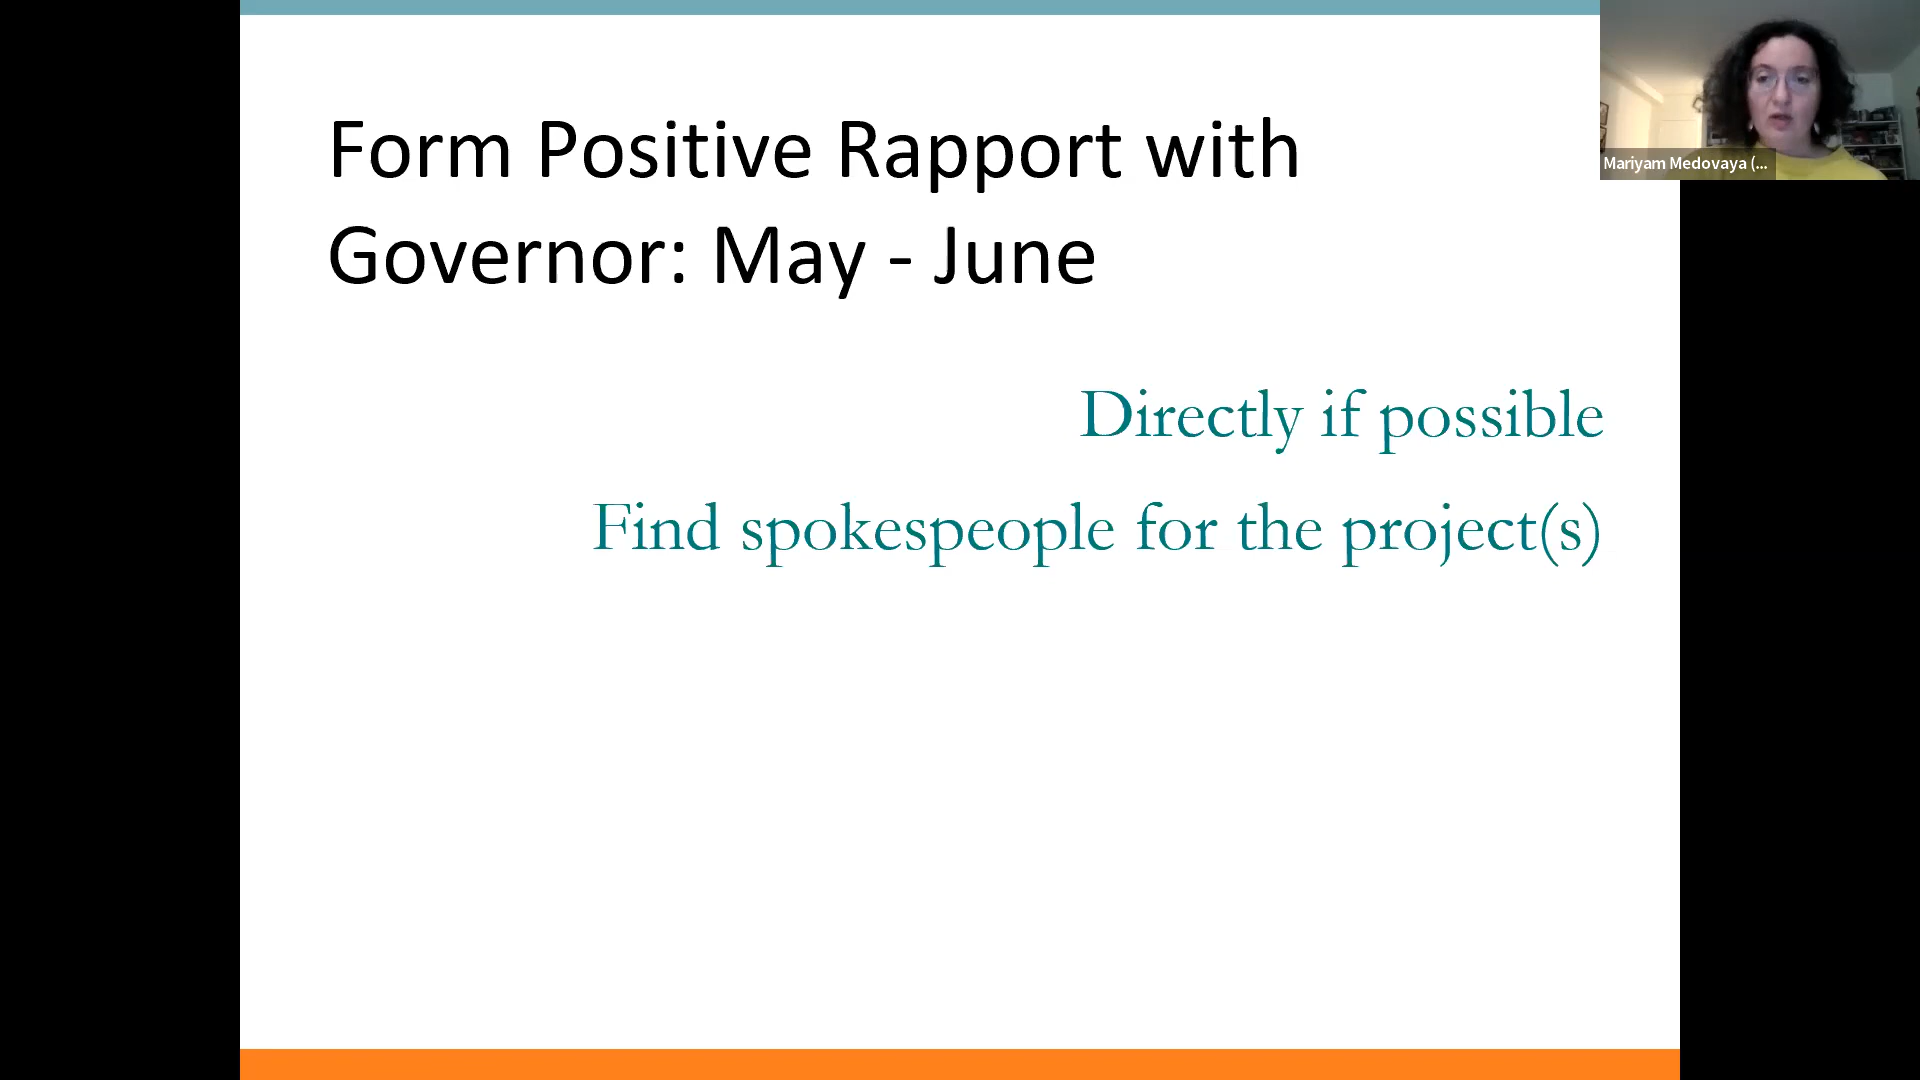 Form Positive Rapport with
Governor: May - June
Directly if possible
Find spokespeople for the project(s)
Mariyam Medovaya (...